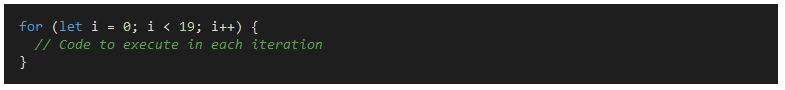 for (let i = 0; i < 19; i++) {
  // Code to execute in each iteration
}